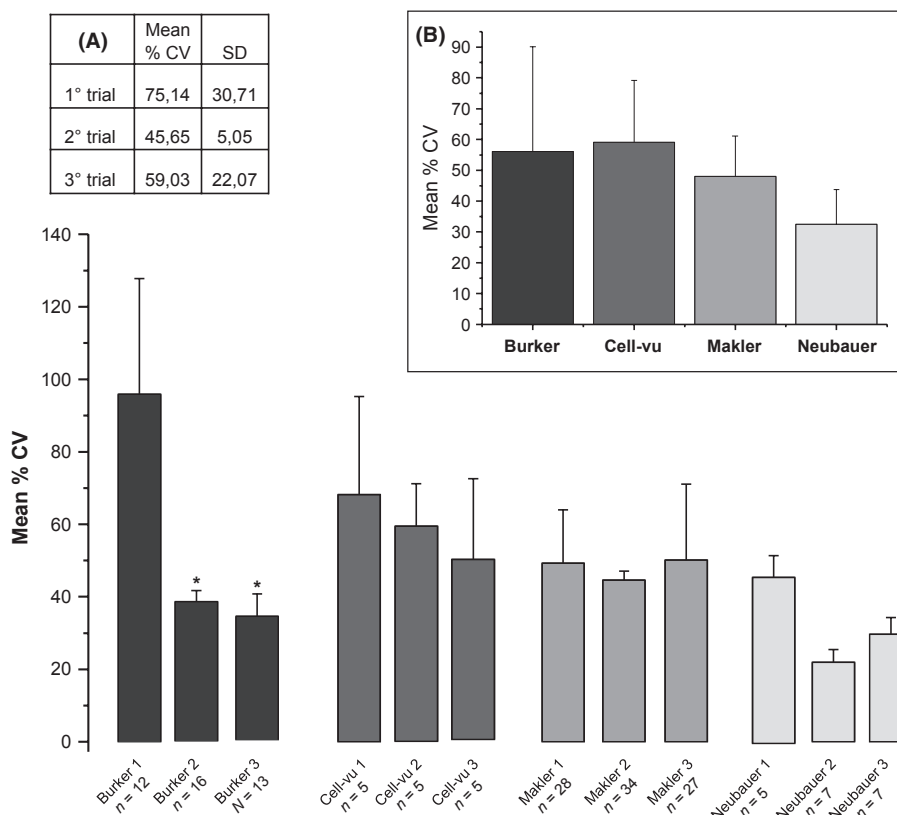 (A) Mean % CV SD
1° trial 75,14 30,71
2° trial 45,65 5,05
3° trial 59,03 22,07
(B)
Mean % CV
90
80
70
60
50
40
30
20
10
0
Burker Cell-vu Makler Neubauer
Mean % CV
140
120
100
80
60
40
20
0
* *
Burker 1
n = 12
Burker 2
n = 16
Burker 3
N = 13
Cell-vu 1
n = 5
Cell-vu 2
n = 5
Cell-vu 3
n = 5
Makler 1
n = 28
Makler 2
n = 34
Makler 3
n = 27
Neubauer 1
n = 5
Neubauer 2
n = 7
Neubauer 3
n = 7